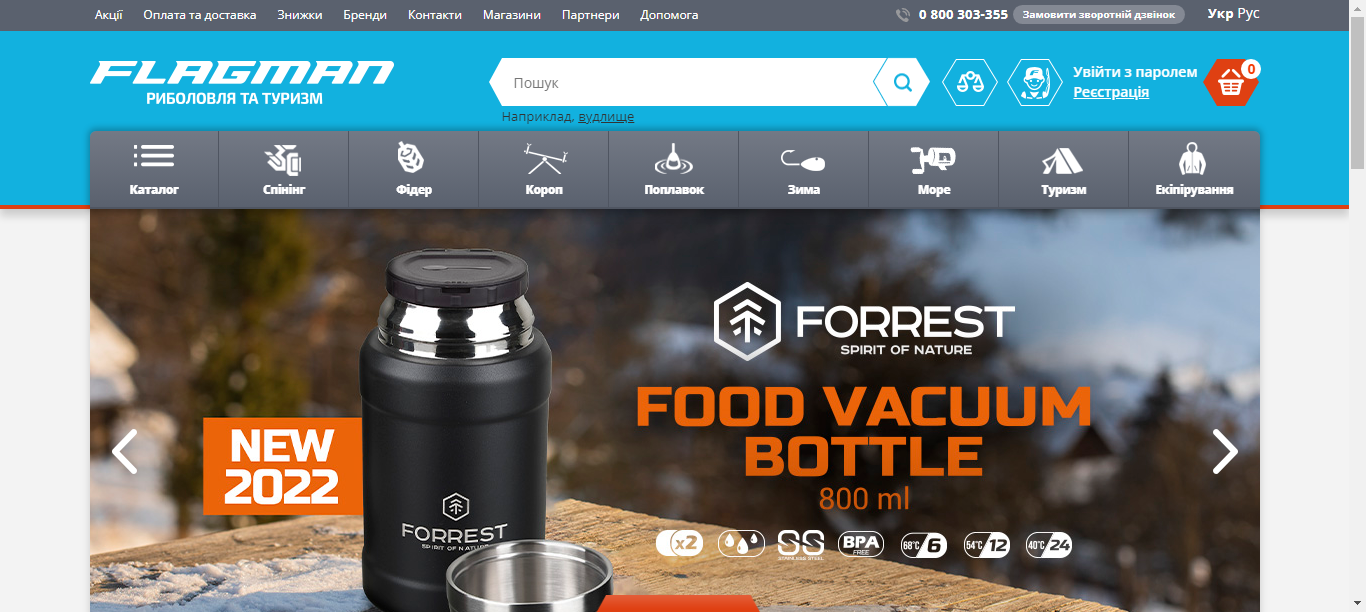 Акції Оплата та доставка Знижки Бренди Контакти Магазини Партнери Допомога 0 800 303-355 Замовити зворотній дзвінок Укр Рус
FLAGMAN
РИБОЛОВЛЯ ТА ТУРИЗМ
Пошук
Наприклад, вудлище
Увійти з паролем
Реєстрація
0
Каталог Спінінг Фідер Короп Поплавок Зима Море Туризм Екіпірування
FORREST
SPIRIT OF NATURE
FOOD VACUUM
BOTTLE
800 ml
NEW
2022
FORREST
SPIRIT OF NATURE
x2 SS STAINLESS STEEL BPA FREE 68°C 6 54°C 12 40°C 24